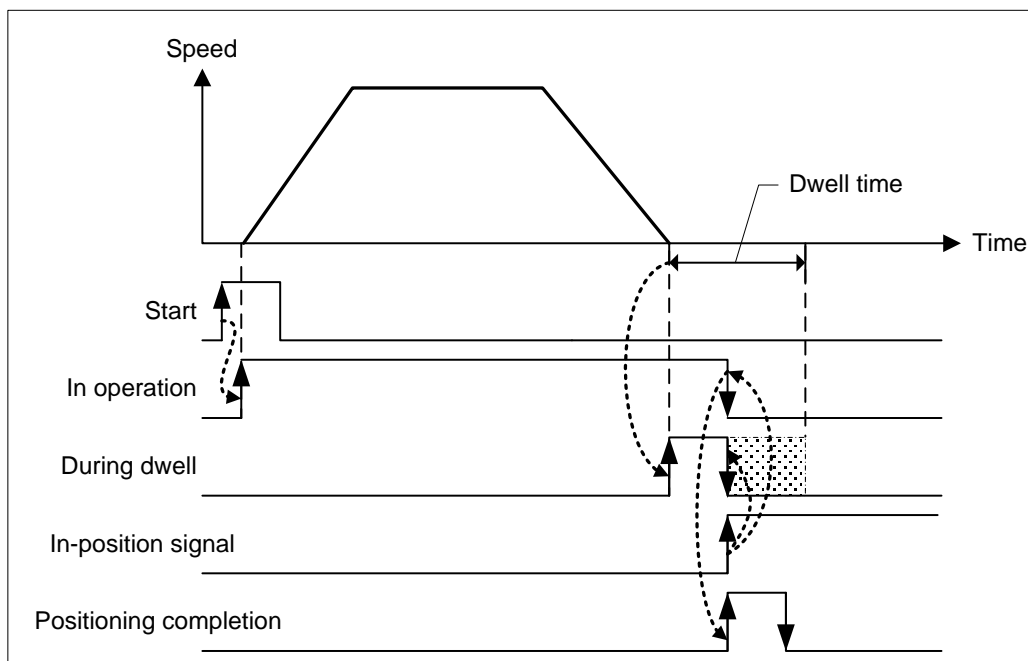 Speed
Dwell time
Time
Start
In operation
During dwell
In-position signal
Positioning completion